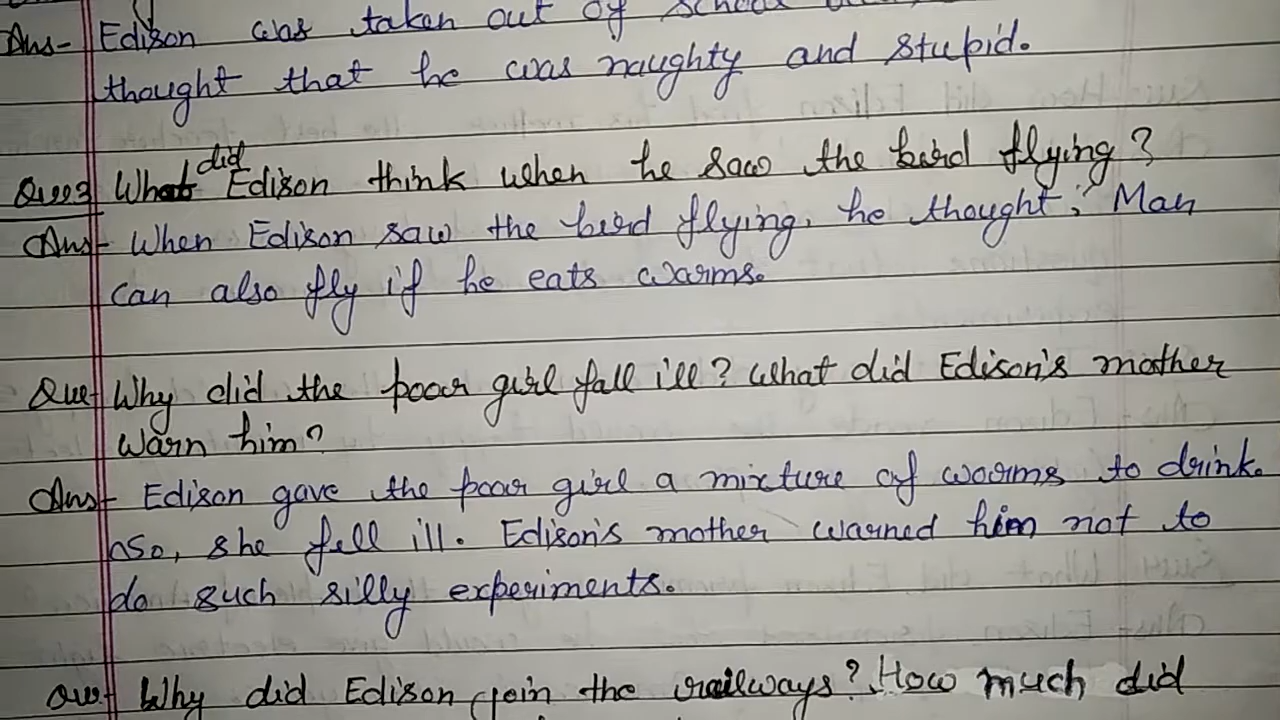 Ans- Edison was taken out of school
thought that he was naughty and stupid.
Que3 What did Edison think when he saw the bird flying?
Ans- When Edison saw the bird flying, he thought, Man
can also fly if he eats warms.
Que- Why did the poor girl fall ill? What did Edison's mother
warn him?
Ans- Edison gave the poor girl a mixture of worms to drink.
so, she fell ill. Edison's mother warned him not to
do such silly experiments.
Que- Why did Edison join the railways? How much did